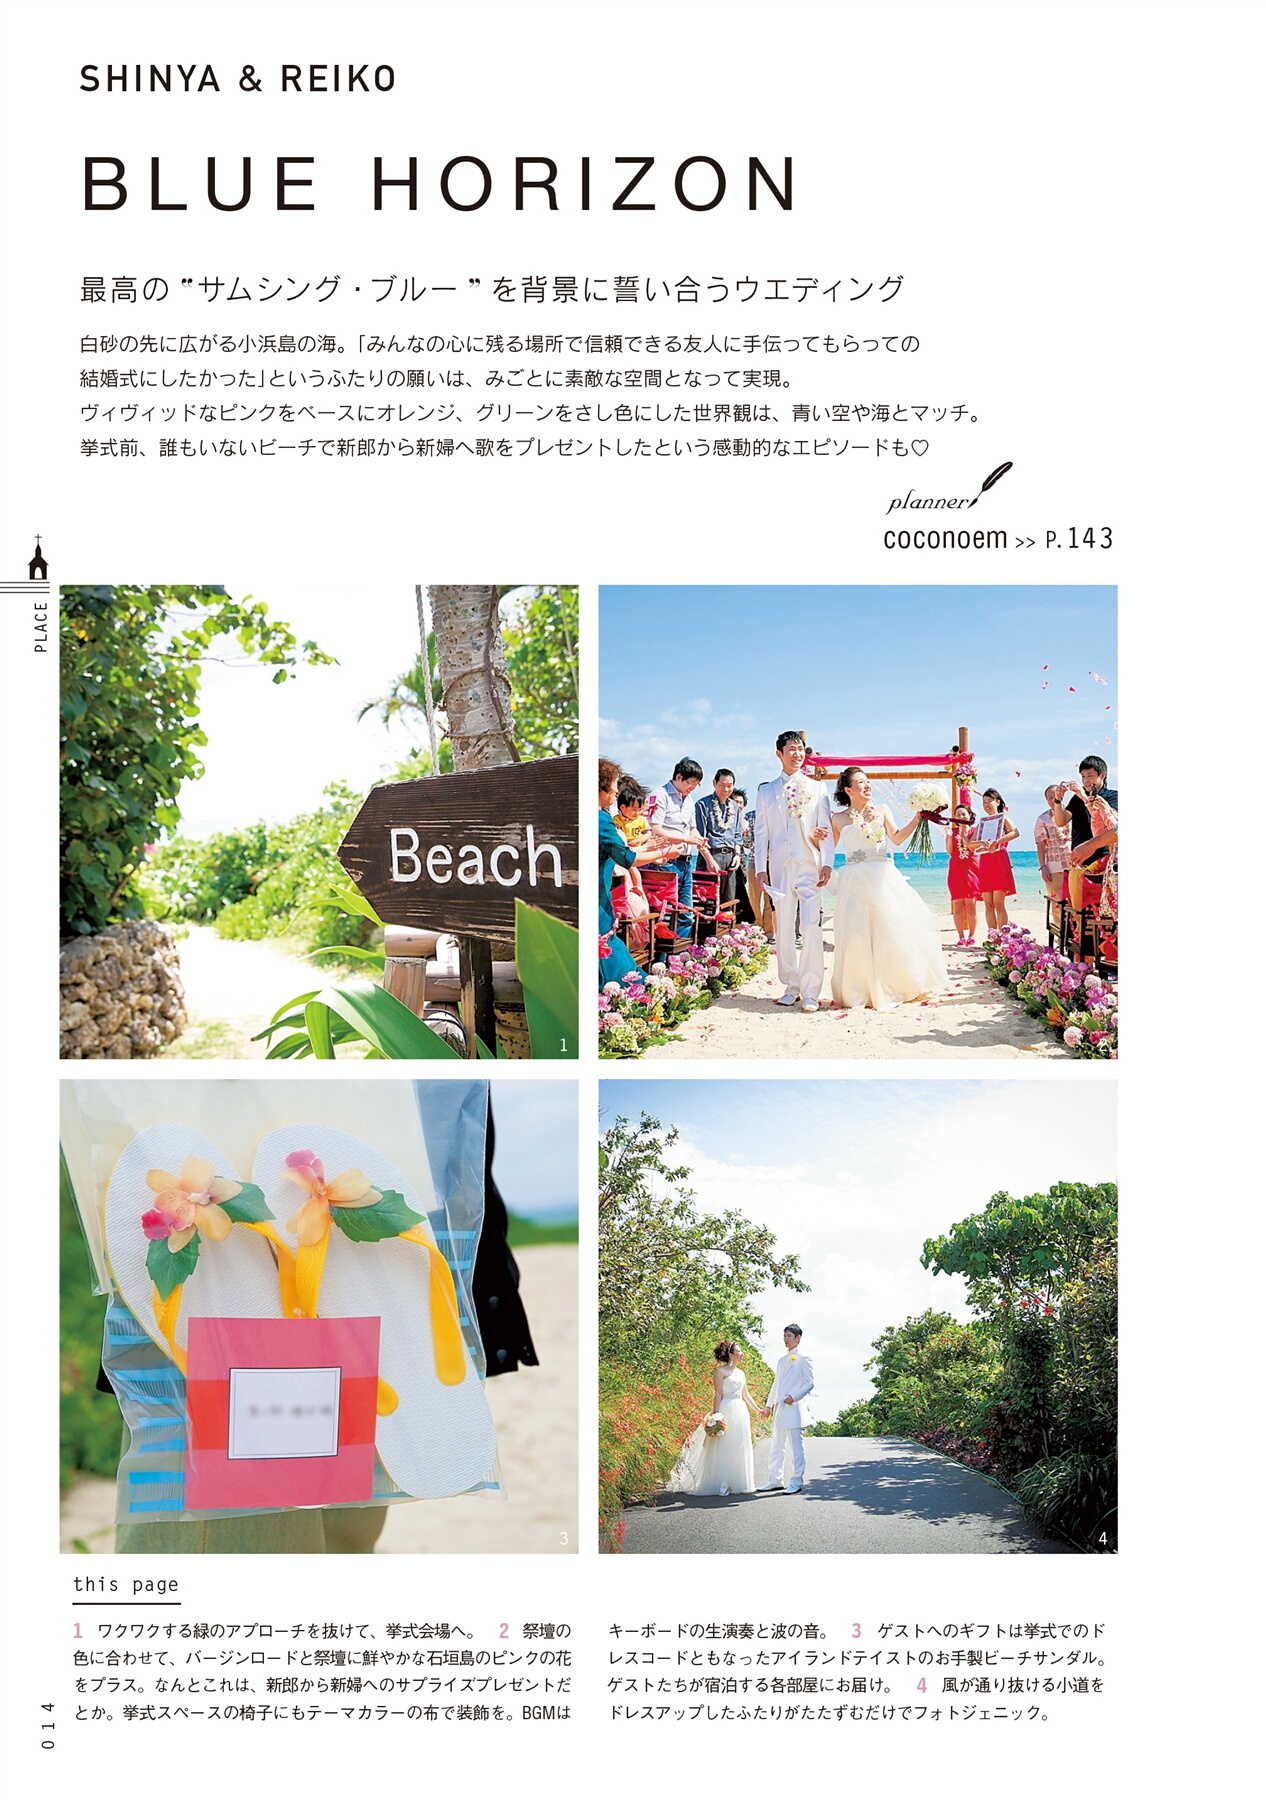 SHINYA & REIKO
BLUE HORIZON
最高の“サムシング・ブルー”を背景に誓い合うウエディング
白砂の先に広がる小浜島の海。「みんなの心に残る場所で信頼できる友人に手伝ってもらっての
結婚式にしたかった」というふたりの願いは、みごとに素敵な空間となって実現。
ヴィヴィッドなピンクをベースにオレンジ、グリーンをさし色にした世界観は、青い空や海とマッチ。
挙式前、誰もいないビーチで新郎から新婦へ歌をプレゼントしたという感動的なエピソードも♡
planner
coconoem >> P.143
PLACE
Beach
1
2
3
4
this page
1 ワクワクする緑のアプローチを抜けて、挙式会場へ。 2 祭壇の
色に合わせて、バージンロードと祭壇に鮮やかな石垣島のピンクの花
をプラス。なんとこれは、新郎から新婦へのサプライズプレゼントだ
とか。挙式スペースの椅子にもテーマカラーの布で装飾を。BGMは
キーボードの生演奏と波の音。 3 ゲストへのギフトは挙式でのド
レスコードともなったアイランドテイストのお手製ビーチサンダル。
ゲストたちが宿泊する各部屋にお届け。 4 風が通り抜ける小道を
ドレスアップしたふたりがたたずむだけでフォトジェニック。
014